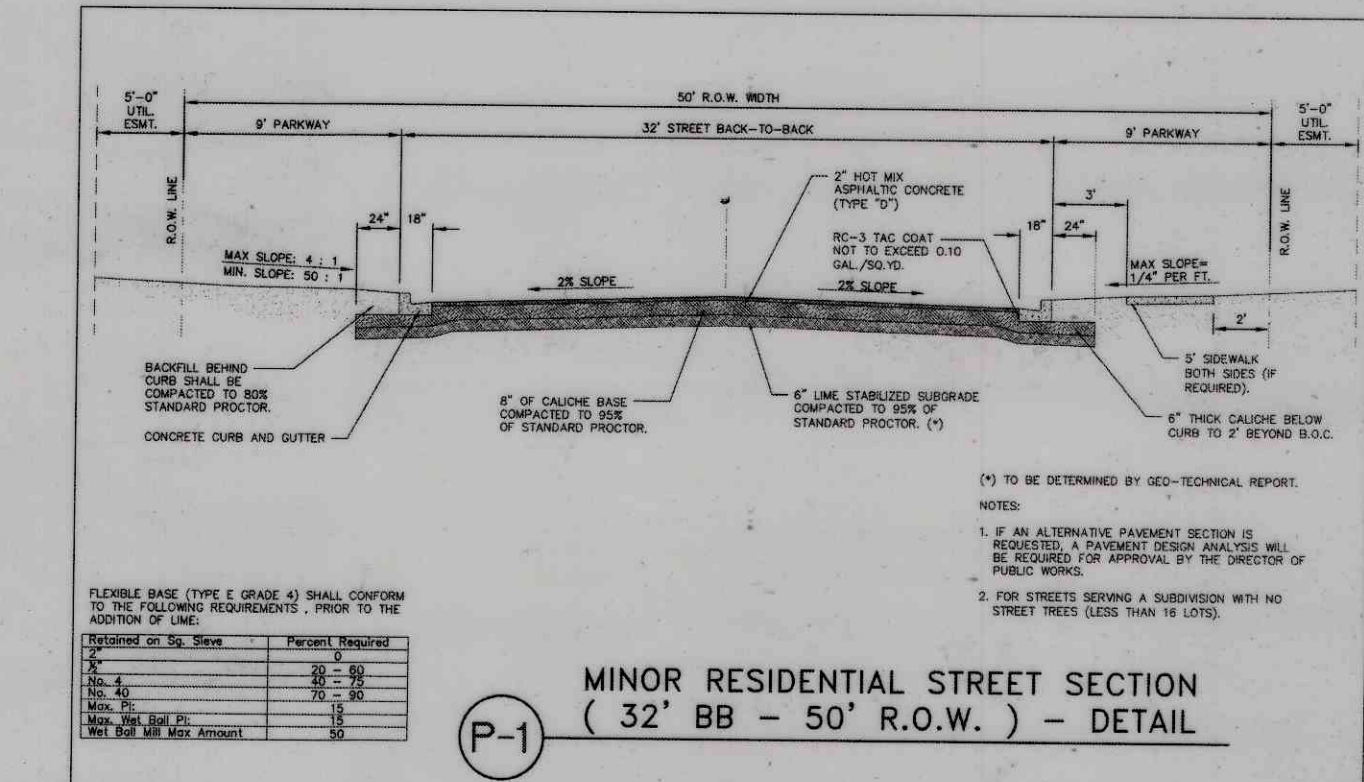 50' R.O.W. WIDTH
5'-0"
UTIL.
ESMT.
9' PARKWAY
32' STREET BACK-TO-BACK
9' PARKWAY
5'-0"
UTIL.
ESMT.
R.O.W. LINE
24"
18"
2" HOT MIX
ASPHALTIC CONCRETE
(TYPE "D")
RC-3 TAC COAT
NOT TO EXCEED 0.10
GAL./SQ.YD.
3'
18"
24"
R.O.W. LINE
MAX SLOPE: 4 : 1
MIN. SLOPE: 50 : 1
2% SLOPE
2% SLOPE
MAX SLOPE=
1/4" PER FT.
2'
BACKFILL BEHIND
CURB SHALL BE
COMPACTED TO 80%
STANDARD PROCTOR.
CONCRETE CURB AND GUTTER
8" OF CALICHE BASE
COMPACTED TO 95%
OF STANDARD PROCTOR.
6" LIME STABILIZED SUBGRADE
COMPACTED TO 95% OF
STANDARD PROCTOR. (*)
5' SIDEWALK
BOTH SIDES (IF
REQUIRED).
6" THICK CALICHE BELOW
CURB TO 2' BEYOND B.O.C.
(*) TO BE DETERMINED BY GEO-TECHNICAL REPORT.
NOTES:
1. IF AN ALTERNATIVE PAVEMENT SECTION IS
REQUESTED, A PAVEMENT DESIGN ANALYSIS WILL
BE REQUIRED FOR APPROVAL BY THE DIRECTOR OF
PUBLIC WORKS.
2. FOR STREETS SERVING A SUBDIVISION WITH NO
STREET TREES (LESS THAN 16 LOTS).
FLEXIBLE BASE (TYPE E GRADE 4) SHALL CONFORM
TO THE FOLLOWING REQUIREMENTS , PRIOR TO THE
ADDITION OF LIME:
Retained on Sq. Sieve Percent Required
2" 0
½" 20 - 60
No. 4 40 - 75
No. 40 70 - 90
Max. PI: 15
Max. Wet Ball PI: 15
Wet Ball Mill Max Amount 50
P-1
MINOR RESIDENTIAL STREET SECTION
( 32' BB - 50' R.O.W. ) - DETAIL